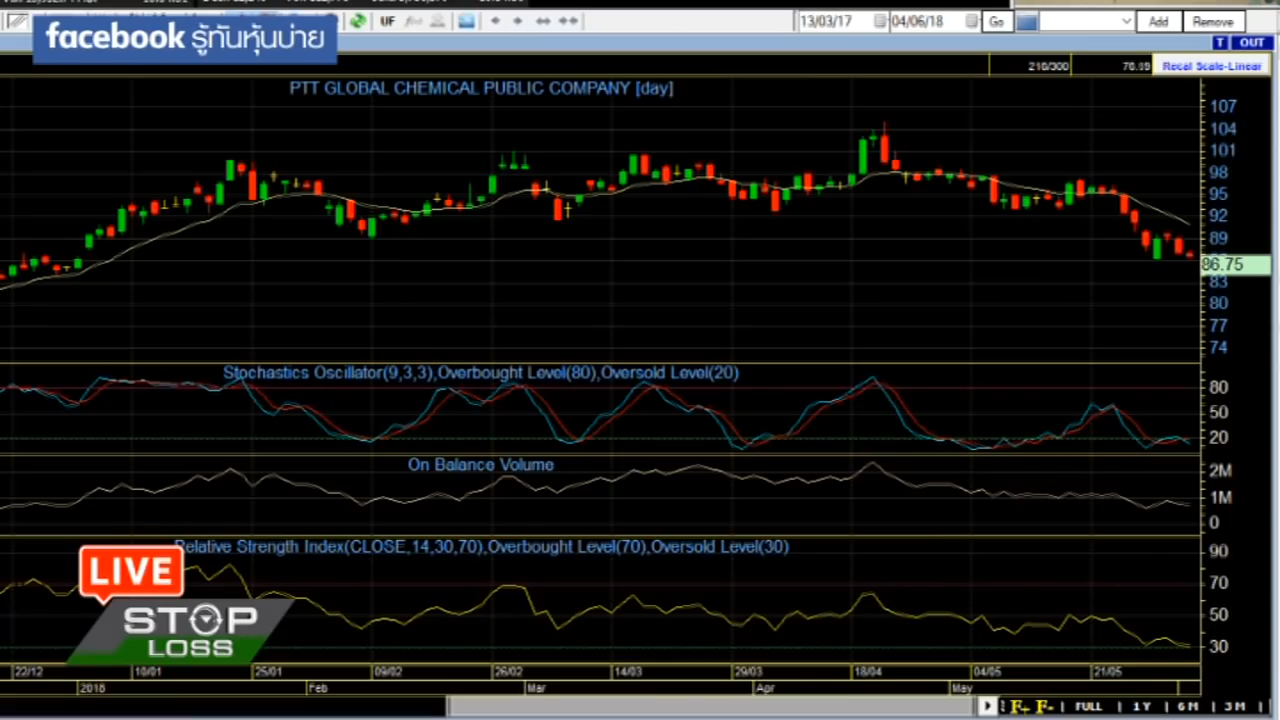 UF
13/03/17
04/06/18
Go
Add
Remove
facebook รู้ทันหุ้นบ่าย
T
OUT
216/300
Recal Scale-Linear
PTT GLOBAL CHEMICAL PUBLIC COMPANY [day]
107
104
101
98
95
92
89
86.75
83
80
77
74
Stochastics Oscillator(9,3,3),Overbought Level(80),Oversold Level(20)
80
50
20
On Balance Volume
2M
1M
0
Relative Strength Index(CLOSE,14,30,70),Overbought Level(70),Oversold Level(30)
90
70
50
30
LIVE
STOP
LOSS
22/12
10/01
25/01
09/02
26/02
14/03
29/03
18/04
04/05
21/05
2018
Feb
Mar
Apr
May
F+ F- | FULL | 1Y | 6M | 3M |